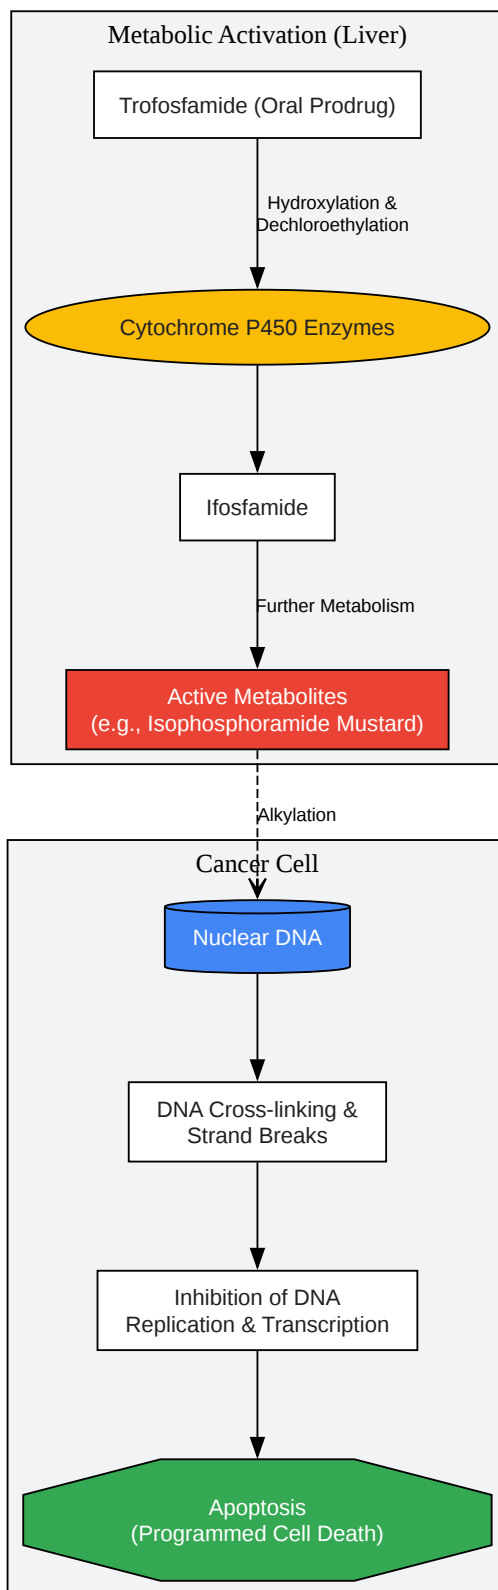 Metabolic Activation (Liver)
Trofosfamide (Oral Prodrug)
Hydroxylation &
Dechloroethylation
Cytochrome P450 Enzymes
Ifosfamide
Further Metabolism
Active Metabolites
(e.g., Isophosphoramide Mustard)
Alkylation
Cancer Cell
Nuclear DNA
DNA Cross-linking &
Strand Breaks
Inhibition of DNA
Replication & Transcription
Apoptosis
(Programmed Cell Death)